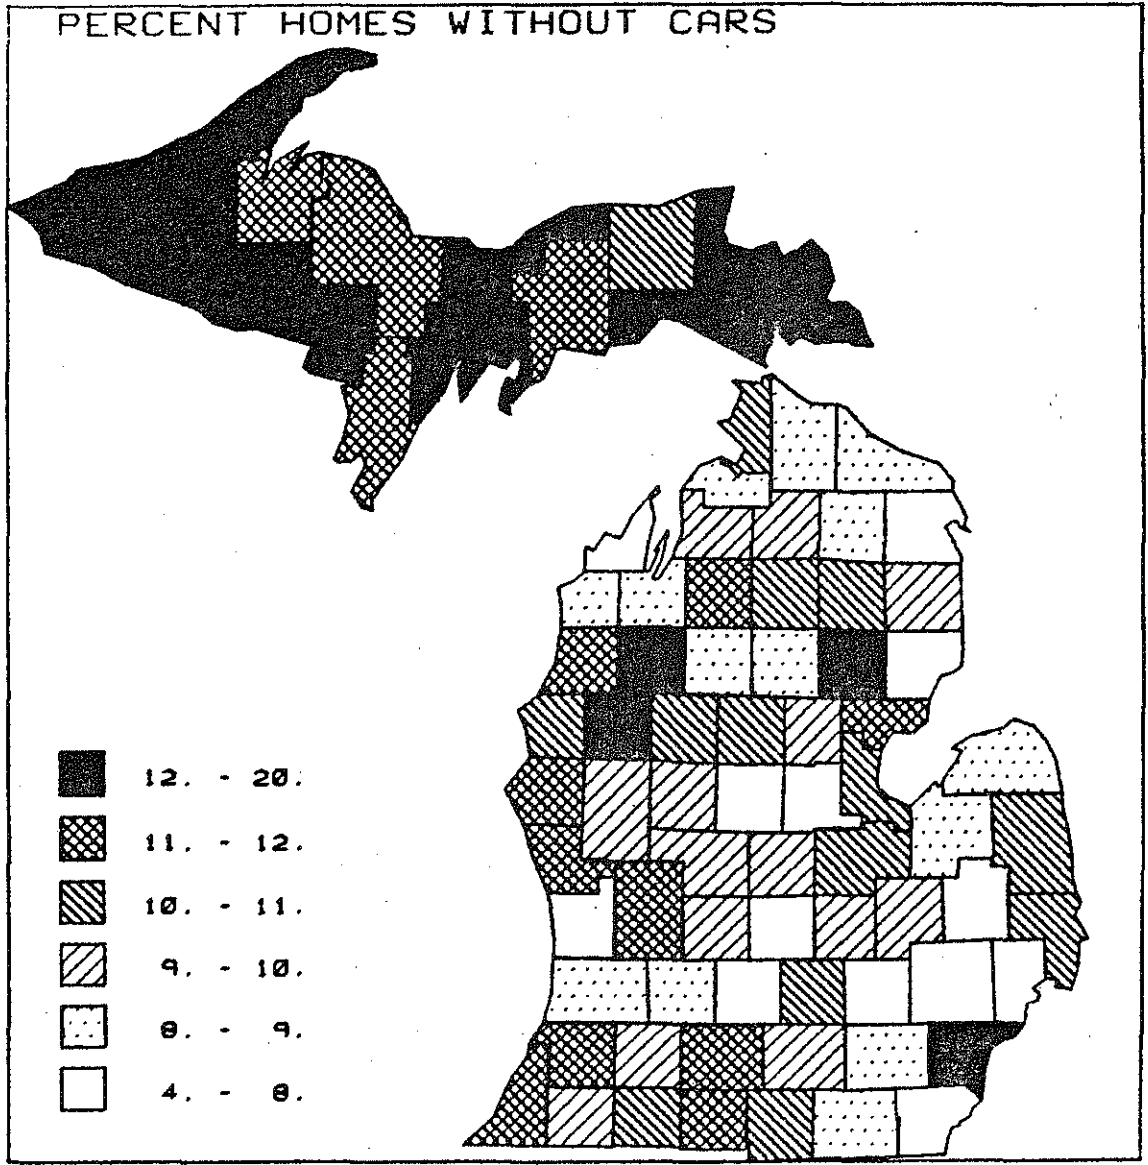 PERCENT HOMES WITHOUT CARS
12. - 20.
11. - 12.
10. - 11.
9. - 10.
8. - 9.
4. - 8.